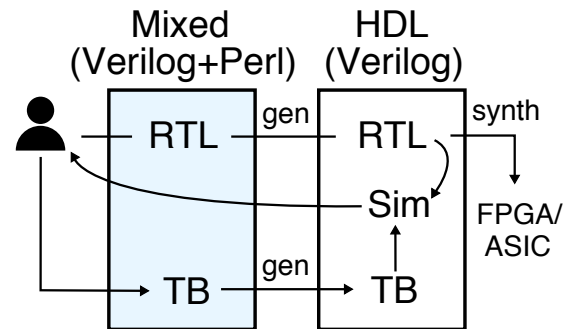 Mixed
(Verilog+Perl)
HDL
(Verilog)
RTL
gen
RTL
synth
Sim
FPGA/
ASIC
TB
gen
TB